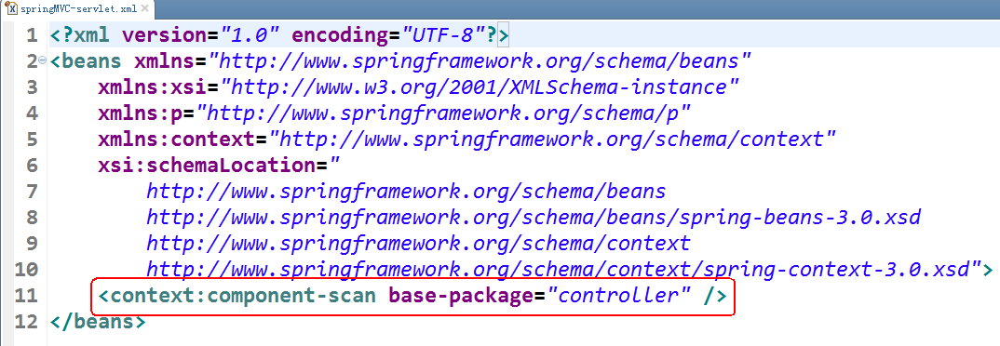 springMVC-servlet.xml
1 <?xml version="1.0" encoding="UTF-8"?>
2 <beans xmlns="http://www.springframework.org/schema/beans"
3 xmlns:xsi="http://www.w3.org/2001/XMLSchema-instance"
4 xmlns:p="http://www.springframework.org/schema/p"
5 xmlns:context="http://www.springframework.org/schema/context"
6 xsi:schemaLocation="
7 http://www.springframework.org/schema/beans
8 http://www.springframework.org/schema/beans/spring-beans-3.0.xsd
9 http://www.springframework.org/schema/context
10 http://www.springframework.org/schema/context/spring-context-3.0.xsd">
11 <context:component-scan base-package="controller" />
12 </beans>